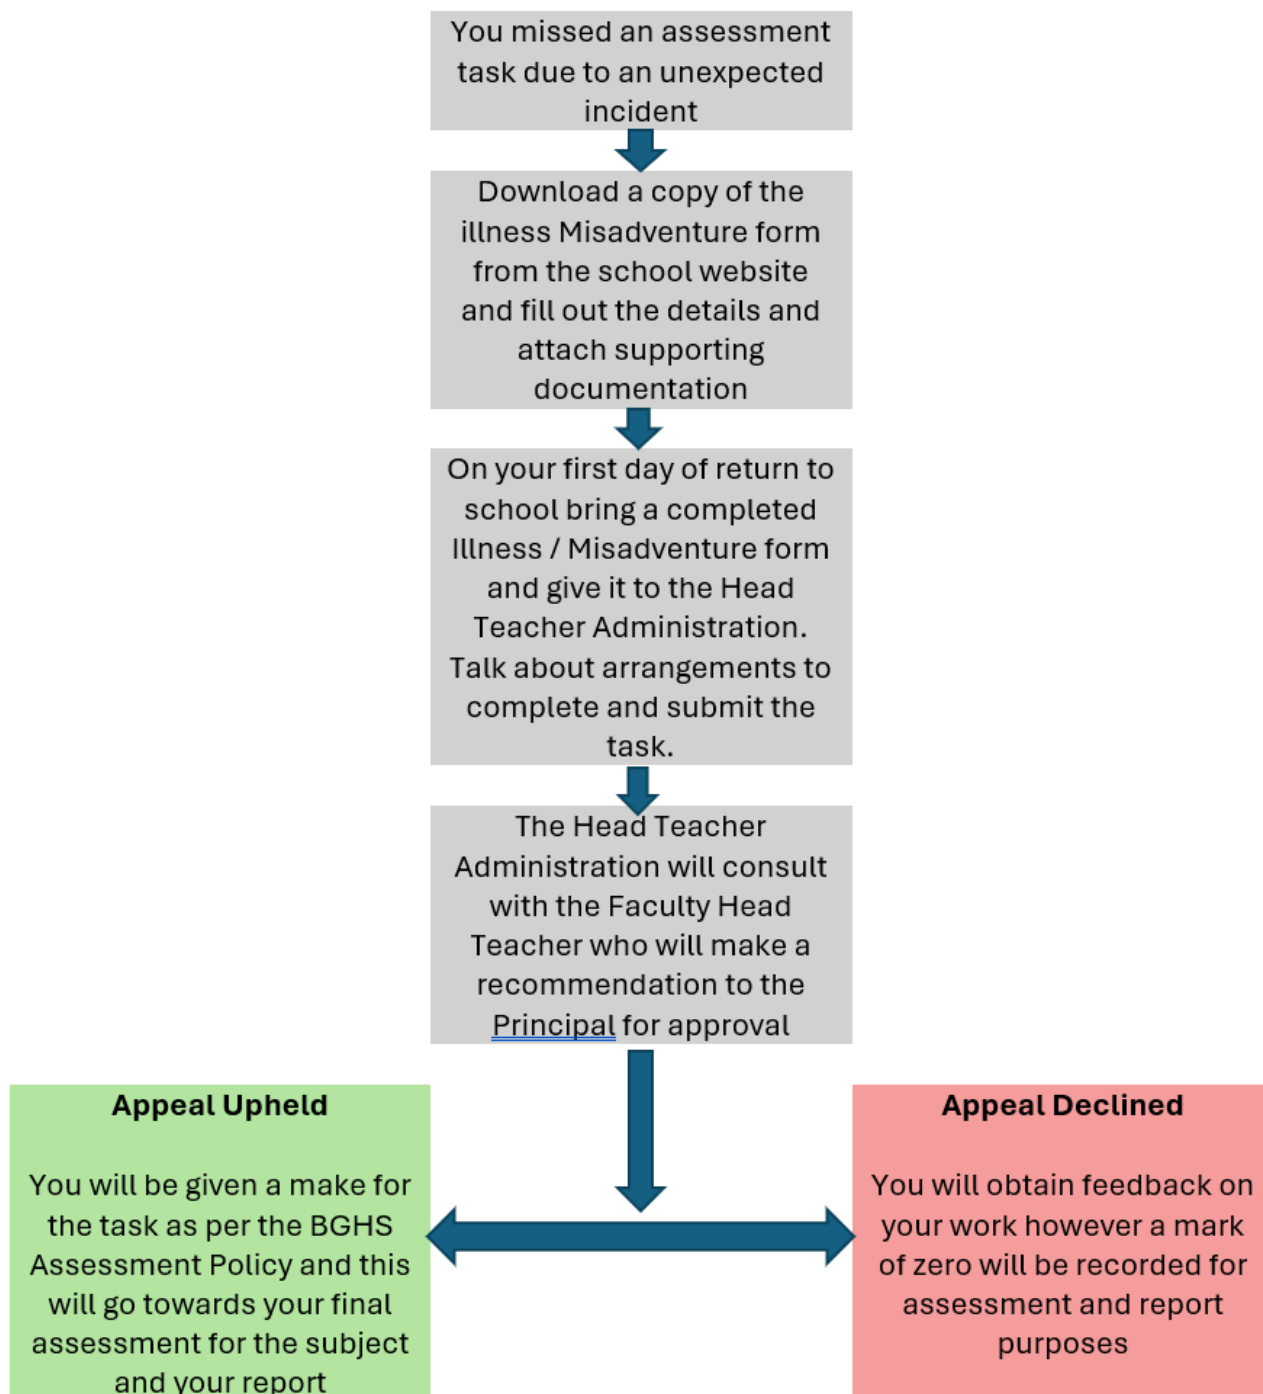 You missed an assessment
task due to an unexpected
incident
Download a copy of the
illness Misadventure form
from the school website
and fill out the details and
attach supporting
documentation
On your first day of return to
school bring a completed
Illness / Misadventure form
and give it to the Head
Teacher Administration.
Talk about arrangements to
complete and submit the
task.
The Head Teacher
Administration will consult
with the Faculty Head
Teacher who will make a
recommendation to the
Principal for approval
Appeal Upheld
You will be given a make for
the task as per the BGHS
Assessment Policy and this
will go towards your final
assessment for the subject
and your report
Appeal Declined
You will obtain feedback on
your work however a mark
of zero will be recorded for
assessment and report
purposes